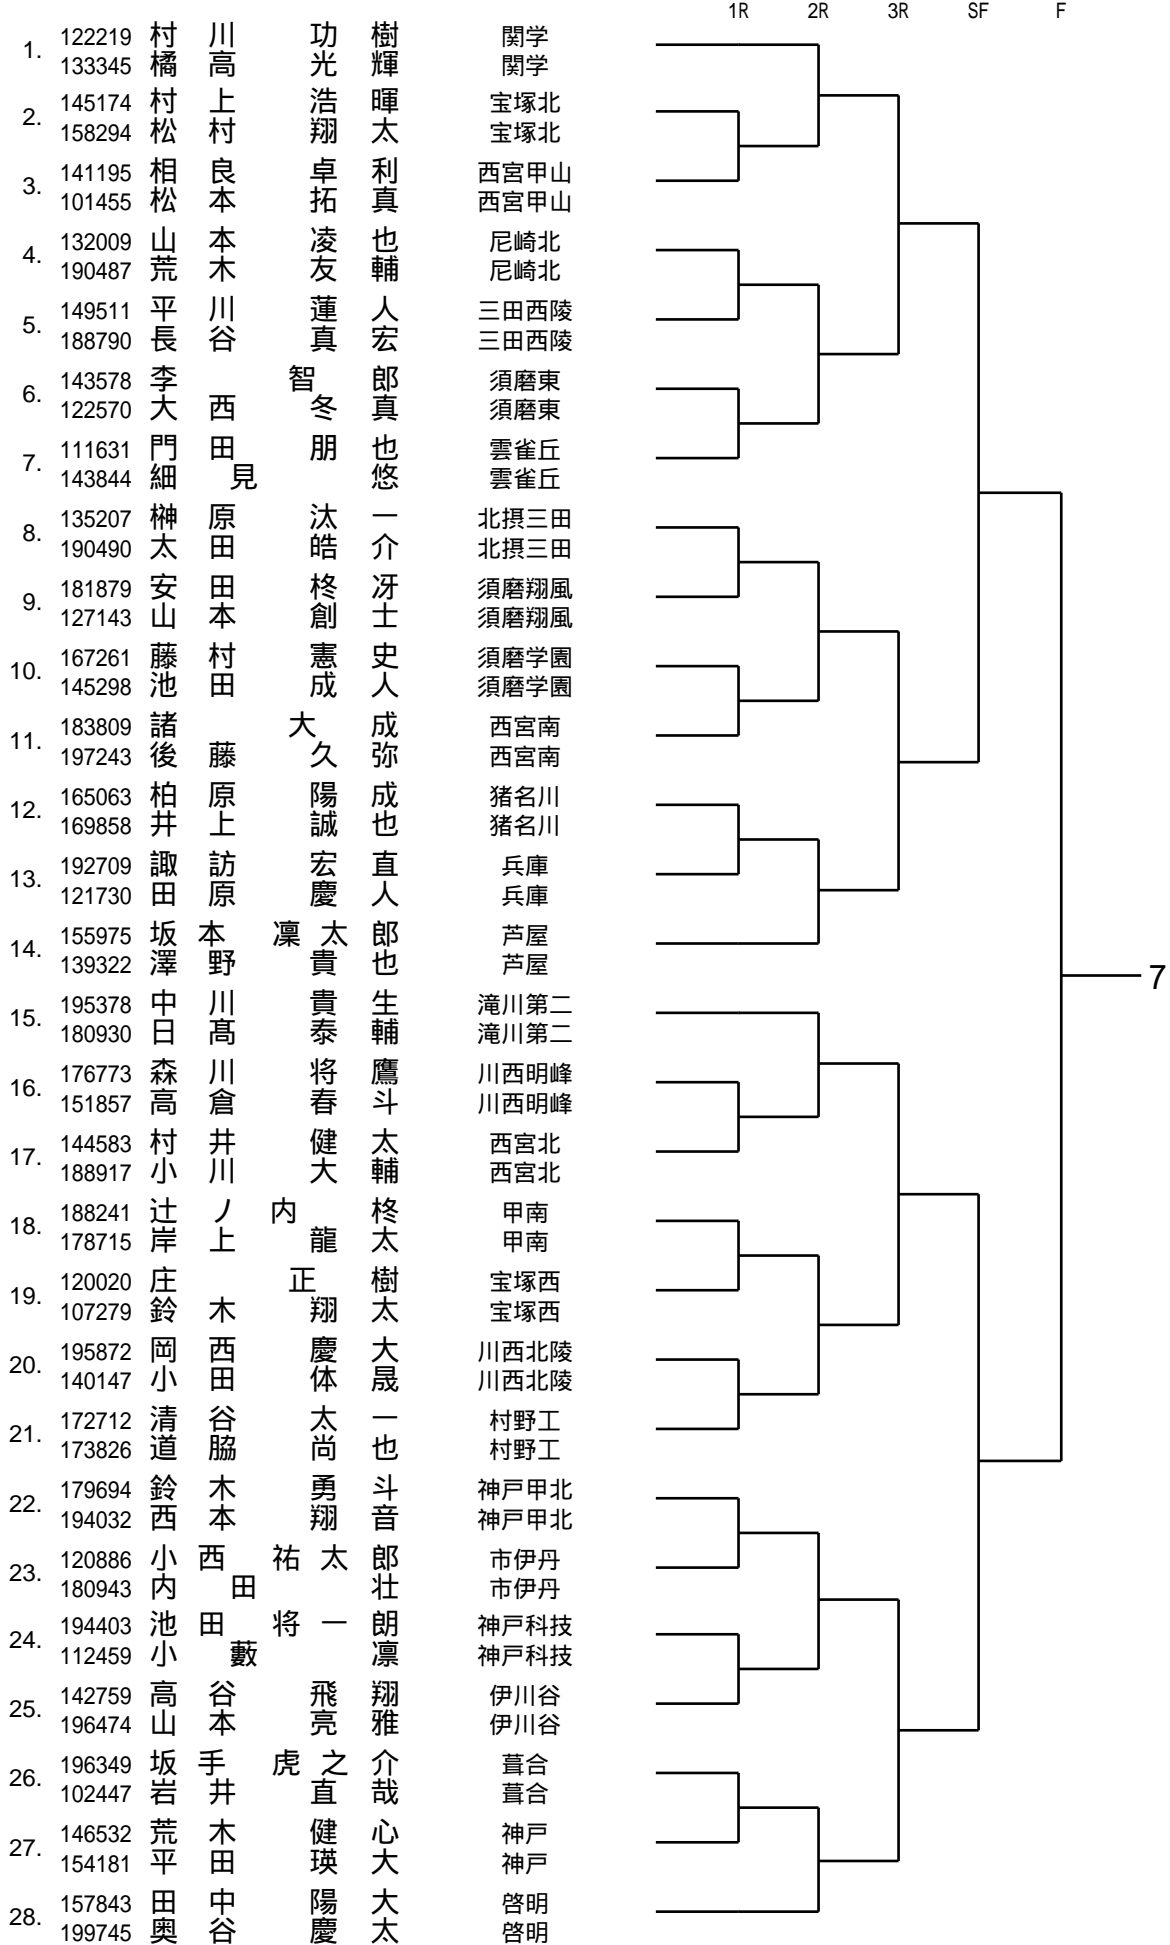 1R 2R 3R SF F
1. 122219 村川 功樹 関学
133345 橘高 光輝 関学
2. 145174 村上 浩暉 宝塚北
158294 松村 翔太 宝塚北
3. 141195 相良 卓利 西宮甲山
101455 松本 拓真 西宮甲山
4. 132009 山本 凌也 尼崎北
190487 荒木 友輔 尼崎北
5. 149511 平川 蓮人 三田西陵
188790 長谷 真宏 三田西陵
6. 143578 李 智郎 須磨東
122570 大西 冬真 須磨東
7. 111631 門田 朋也 雲雀丘
143844 細見 悠 雲雀丘
8. 135207 榊原 汰一 北摂三田
190490 太田 皓介 北摂三田
9. 181879 安田 柊冴 須磨翔風
127143 山本 創士 須磨翔風
10. 167261 藤村 憲史 須磨学園
145298 池田 成人 須磨学園
11. 183809 諸 大成 西宮南
197243 後藤 久弥 西宮南
12. 165063 柏原 陽成 猪名川
169858 井上 誠也 猪名川
13. 192709 諏訪 宏直 兵庫
121730 田原 慶人 兵庫
14. 155975 坂本 凜太郎 芦屋
139322 澤野 貴也 芦屋
7
15. 195378 中川 貴生 滝川第二
180930 日髙 泰輔 滝川第二
16. 176773 森川 将鷹 川西明峰
151857 高倉 春斗 川西明峰
17. 144583 村井 健太 西宮北
188917 小川 大輔 西宮北
18. 188241 辻ノ内 柊 甲南
178715 岸上 龍太 甲南
19. 120020 庄 正樹 宝塚西
107279 鈴木 翔太 宝塚西
20. 195872 岡西 慶大 川西北陵
140147 小田 体晟 川西北陵
21. 172712 清谷 太一 村野工
173826 道脇 尚也 村野工
22. 179694 鈴木 勇斗 神戸甲北
194032 西本 翔音 神戸甲北
23. 120886 小西 祐太郎 市伊丹
180943 内田 壮 市伊丹
24. 194403 池田 将一朗 神戸科技
112459 小藪 凛 神戸科技
25. 142759 高谷 飛翔 伊川谷
196474 山本 亮雅 伊川谷
26. 196349 坂手 虎之介 葺合
102447 岩井 直哉 葺合
27. 146532 荒木 健心 神戸
154181 平田 瑛大 神戸
28. 157843 田中 陽大 啓明
199745 奥谷 慶太 啓明